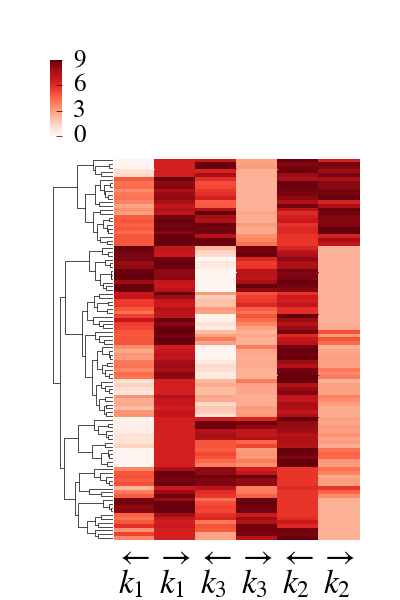 9
6
3
0
← → ← → ← →
k₁ k₁ k₃ k₃ k₂ k₂